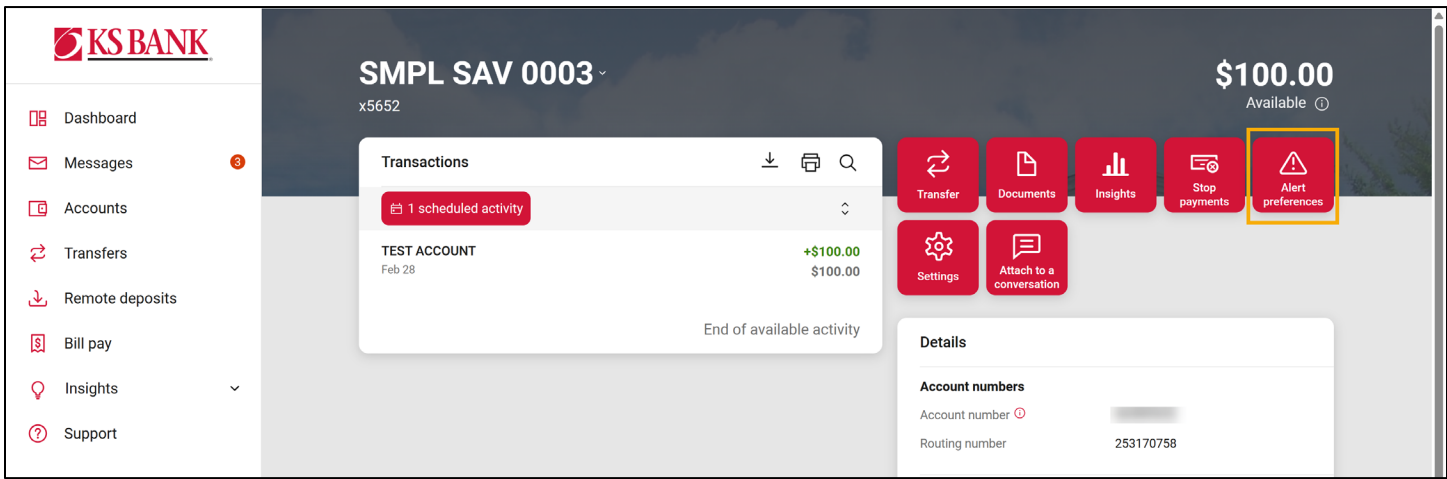 KS BANK
Dashboard
Messages 3
Accounts
Transfers
Remote deposits
Bill pay
Insights
Support
SMPL SAV 0003
x5652
$100.00
Available
Transactions
1 scheduled activity
TEST ACCOUNT +$100.00
Feb 28 $100.00
End of available activity
Transfer
Documents
Insights
Stop
payments
Alert
preferences
Settings
Attach to a
conversation
Details
Account numbers
Account number
Routing number 253170758